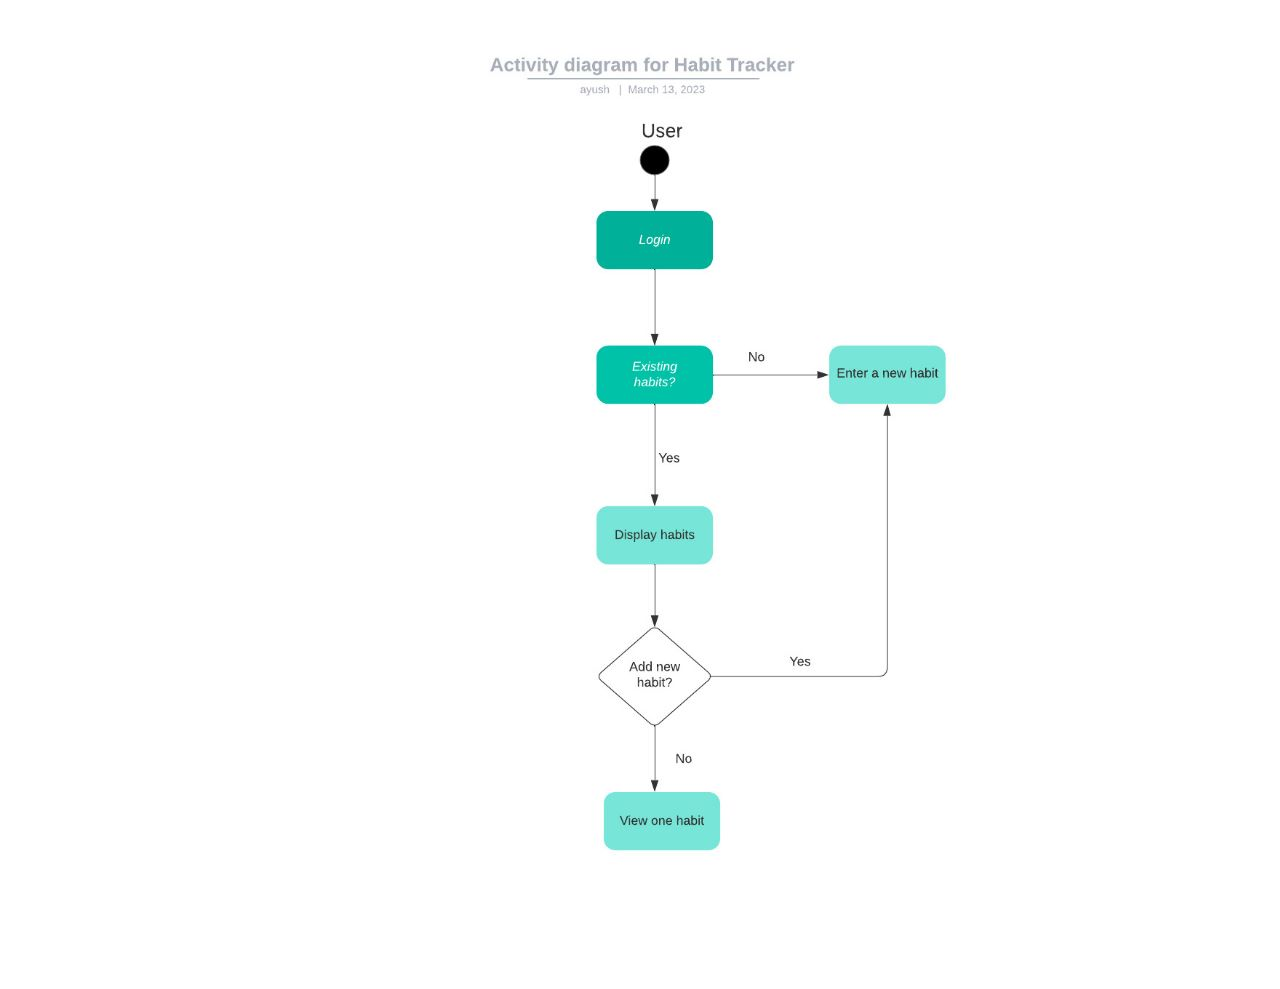 Activity diagram for Habit Tracker
ayush | March 13, 2023
User
Login
Existing
habits?
No
Enter a new habit
Yes
Display habits
Add new
habit?
Yes
No
View one habit